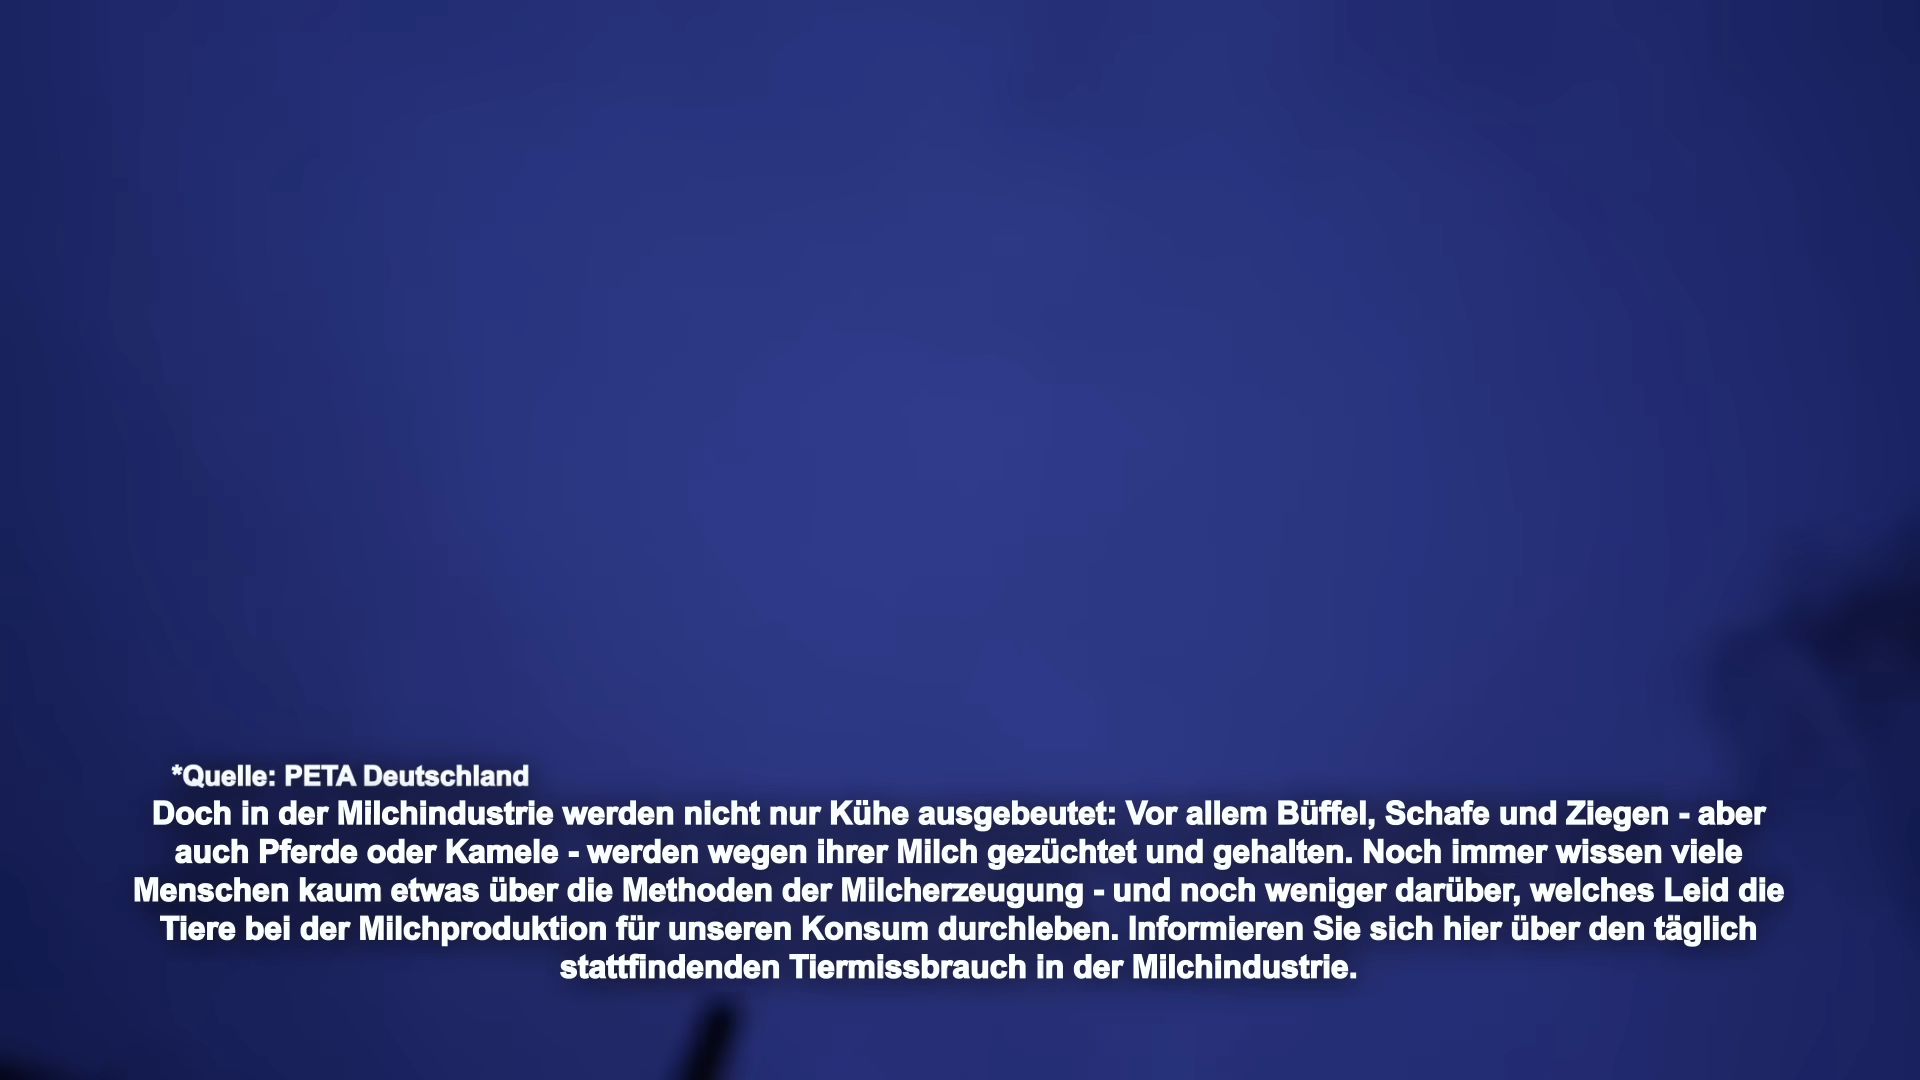 *Quelle: PETA Deutschland
Doch in der Milchindustrie werden nicht nur Kühe ausgebeutet: Vor allem Büffel, Schafe und Ziegen - aber
auch Pferde oder Kamele - werden wegen ihrer Milch gezüchtet und gehalten. Noch immer wissen viele
Menschen kaum etwas über die Methoden der Milcherzeugung - und noch weniger darüber, welches Leid die
Tiere bei der Milchproduktion für unseren Konsum durchleben. Informieren Sie sich hier über den täglich
stattfindenden Tiermissbrauch in der Milchindustrie.